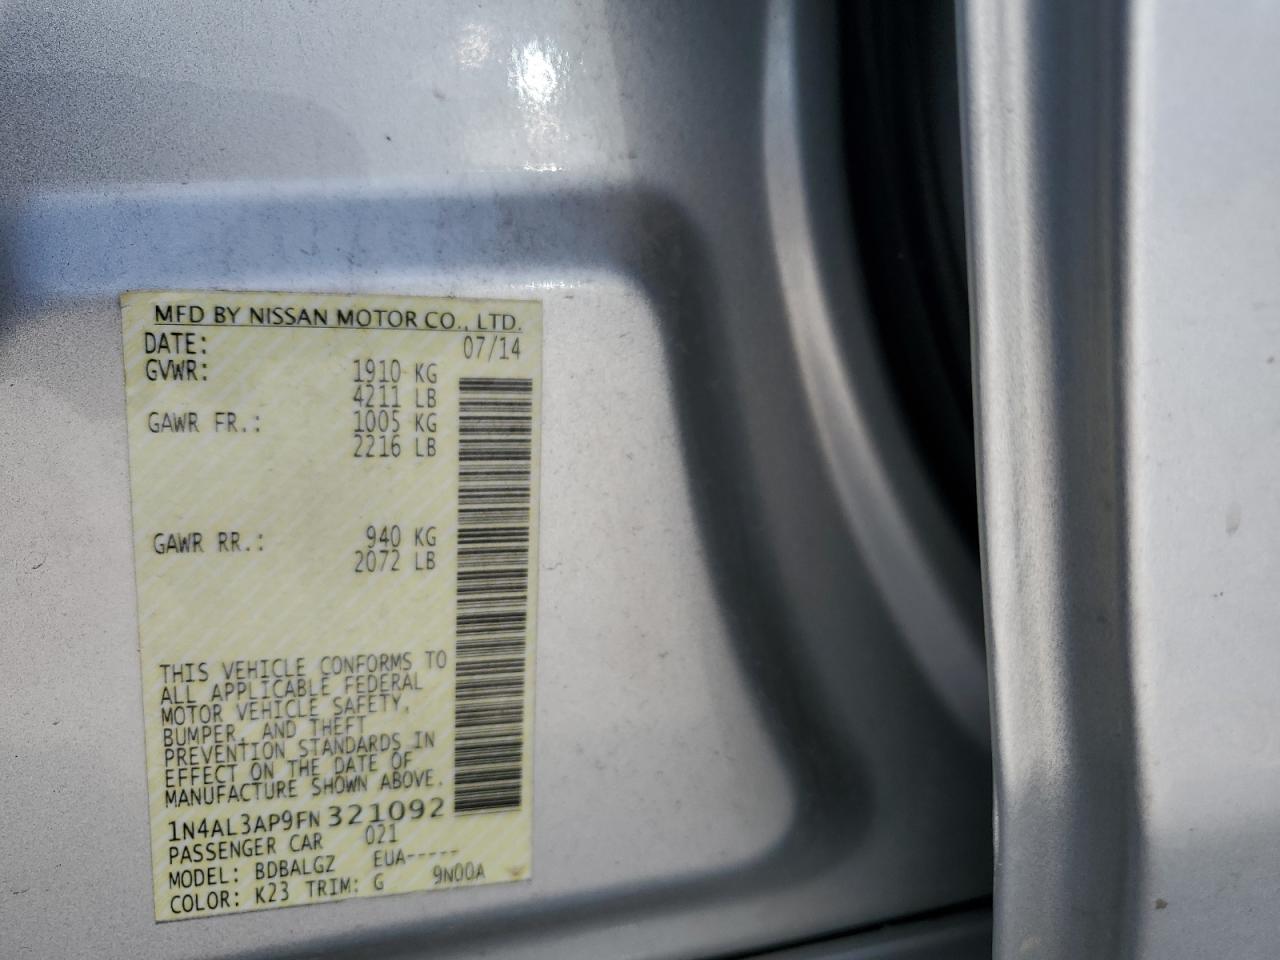 MFD BY NISSAN MOTOR CO., LTD.
DATE: 07/14
GVWR: 1910 KG
4211 LB
GAWR FR.: 1005 KG
2216 LB
GAWR RR.: 940 KG
2072 LB
THIS VEHICLE CONFORMS TO
ALL APPLICABLE FEDERAL
MOTOR VEHICLE SAFETY,
BUMPER, AND THEFT
PREVENTION STANDARDS IN
EFFECT ON THE DATE OF
MANUFACTURE SHOWN ABOVE.
1N4AL3AP9FN321092
PASSENGER CAR 021
MODEL: BDBALGZ EUA-----
COLOR: K23 TRIM: G 9N00A